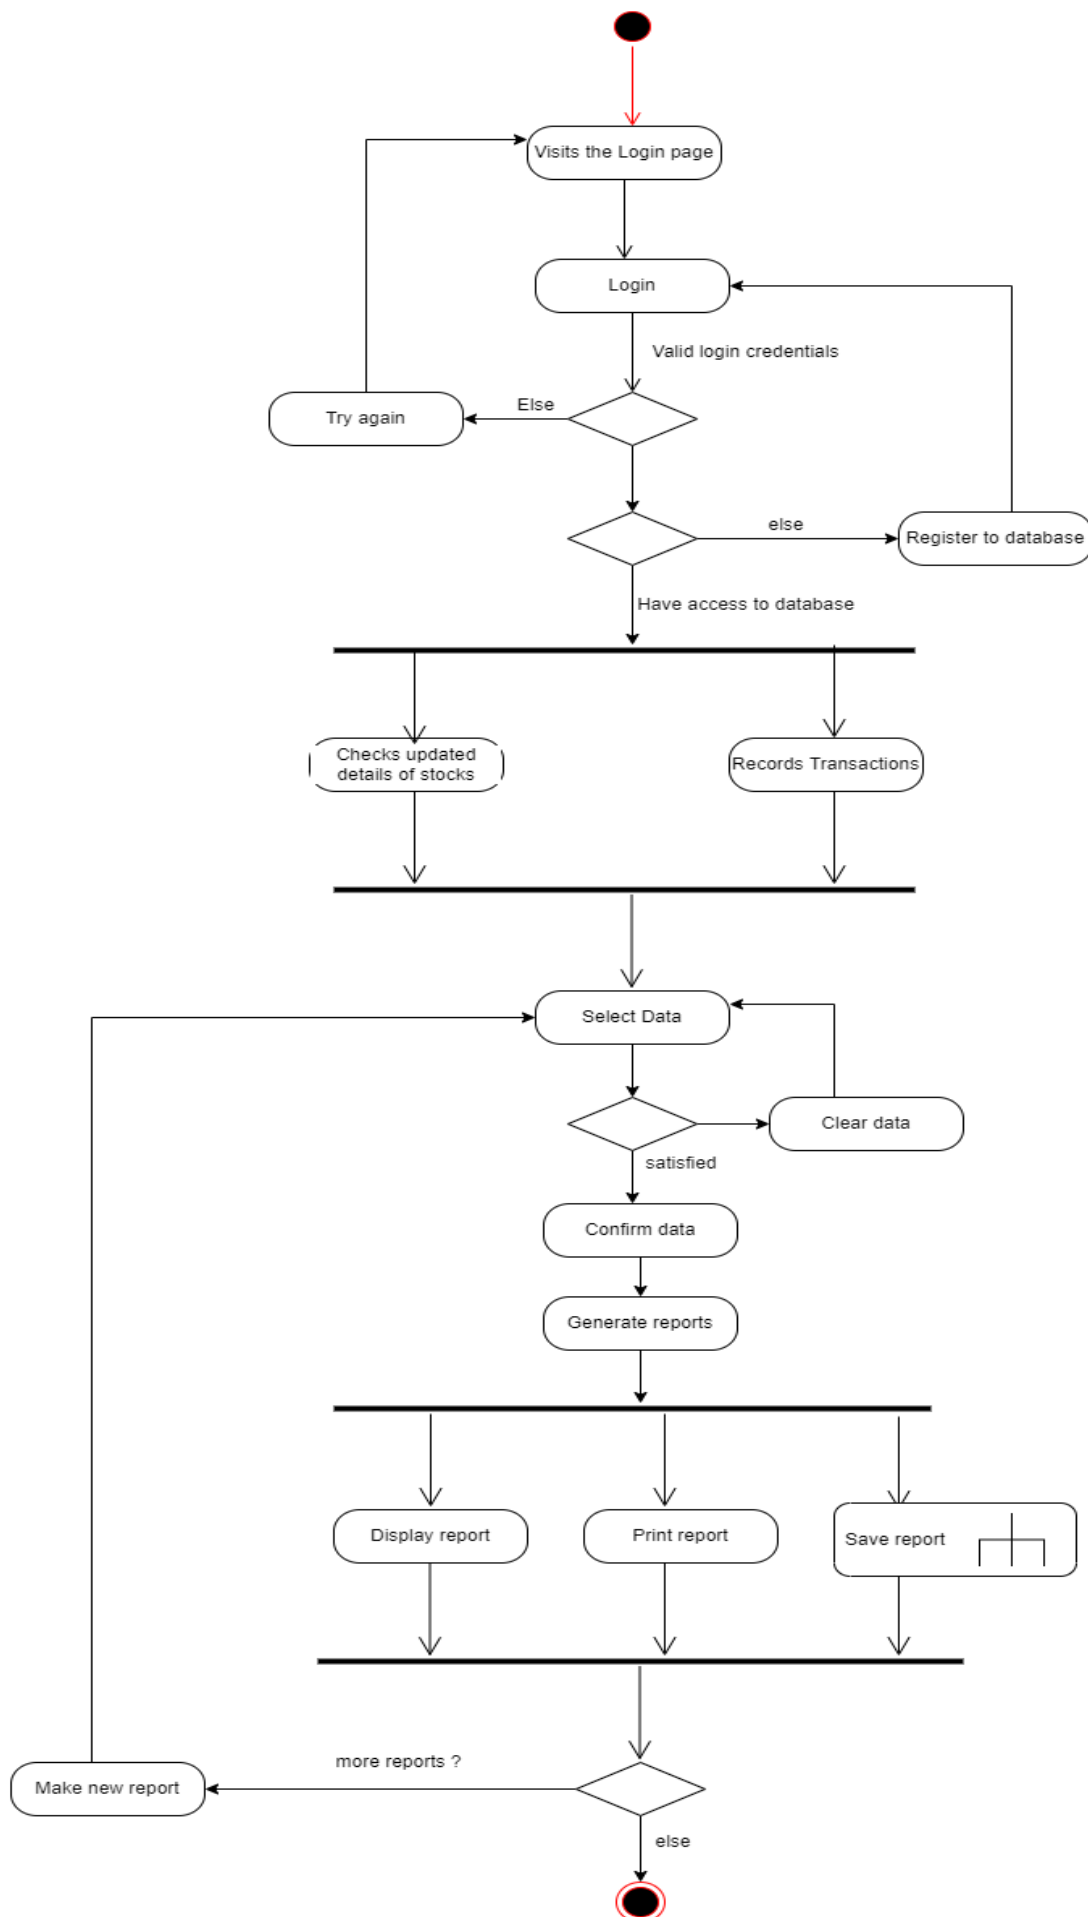 Visits the Login page
Login
Valid login credentials
Else
Try again
else
Register to database
Have access to database
Checks updated
details of stocks
Records Transactions
Select Data
Clear data
satisfied
Confirm data
Generate reports
Display report
Print report
Save report
more reports ?
Make new report
else